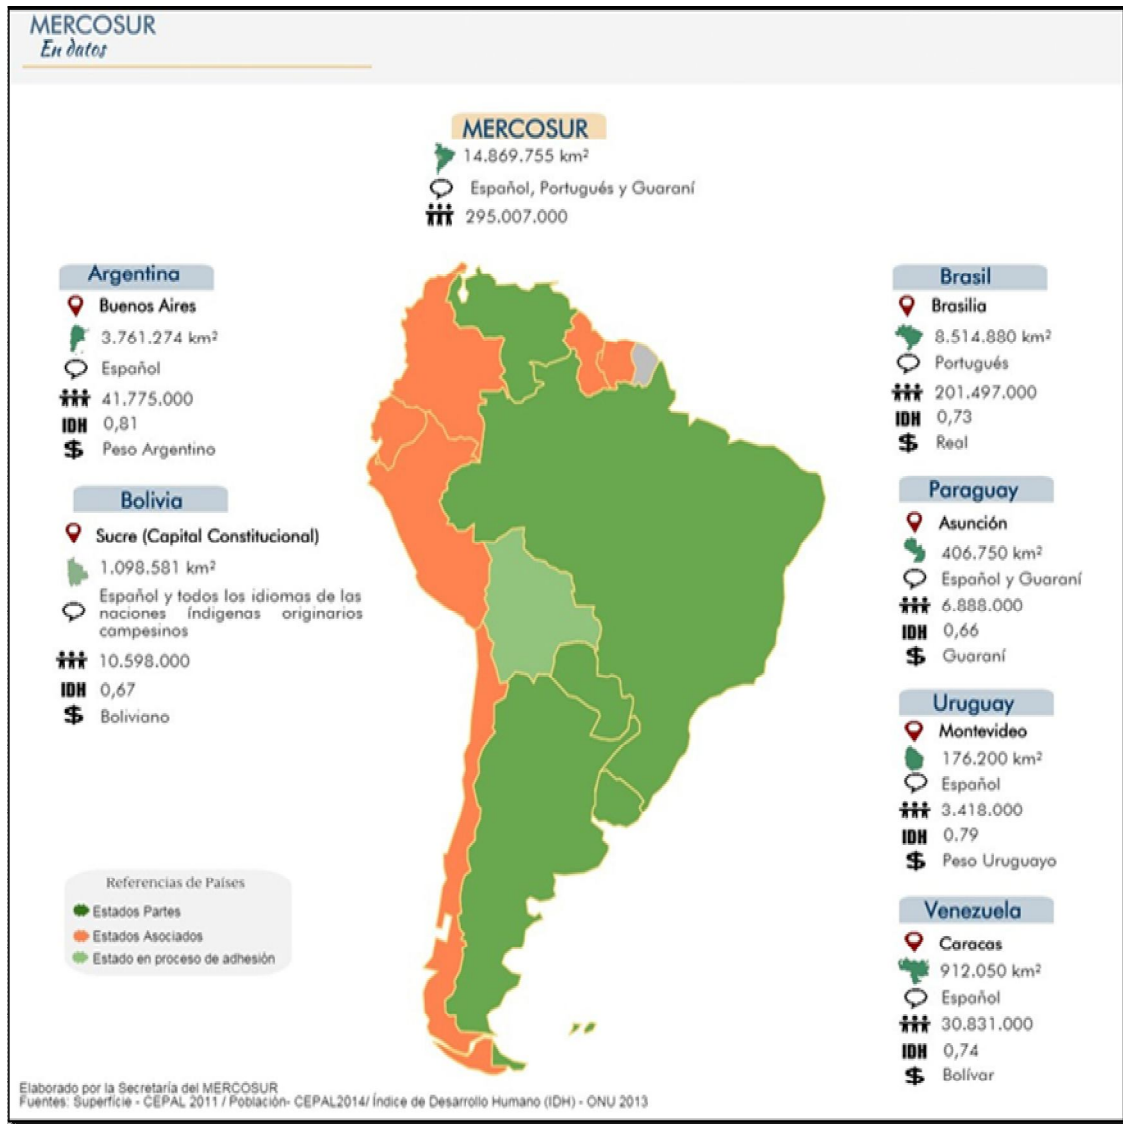 MERCOSUR
En datos
MERCOSUR
14.869.755 km²
Español, Portugués y Guaraní
295.007.000
Argentina
Buenos Aires
3.761.274 km²
Español
41.775.000
IDH 0,81
$ Peso Argentino
Bolivia
Sucre (Capital Constitucional)
1.098.581 km²
Español y todos los idiomas de las
naciones indígenas originarios
campesinos
10.598.000
IDH 0,67
$ Boliviano
Brasil
Brasilia
8.514.880 km²
Portugués
201.497.000
IDH 0,73
$ Real
Paraguay
Asunción
406.750 km²
Español y Guaraní
6.888.000
IDH 0,66
$ Guaraní
Uruguay
Montevideo
176.200 km²
Español
3.418.000
IDH 0.79
$ Peso Uruguayo
Venezuela
Caracas
912.050 km²
Español
30.831.000
IDH 0,74
$ Bolívar
Referencias de Países
Estados Partes
Estados Asociados
Estado en proceso de adhesión
Elaborado por la Secretaría del MERCOSUR
Fuentes: Superficie - CEPAL 2011 / Población- CEPAL2014/ Índice de Desarrollo Humano (IDH) - ONU 2013